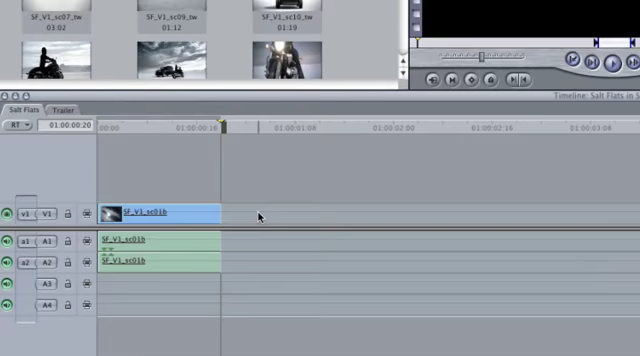 SF_V1_sc07_tw SF_V1_sc09_tw SF_V1_sc10_tw
03:02 01:12 01:19
Timeline: Salt Flats in S
Salt Flats Trailer
RT 01:00:00:20 00:00 01:00:00:16 01:00:01:08 01:00:02:00 01:00:02:16 01:00:03:08
v1 V1 SF_V1_sc01b
a1 A1 SF_V1_sc01b
a2 A2 SF_V1_sc01b
A3
A4